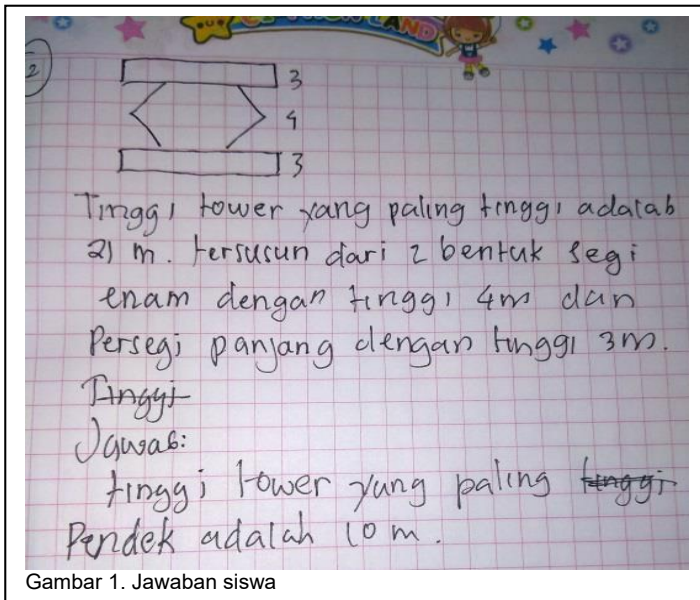 LAND
2
3
4
3
Tinggi tower yang paling tinggi adalah
21 m. tersusun dari 2 bentuk segi
enam dengan tinggi 4m dan
Persegi panjang dengan tinggi 3m.
Tinggi
Jawab:
tinggi tower yang paling tinggi
Pendek adalah 10 m.
Gambar 1. Jawaban siswa